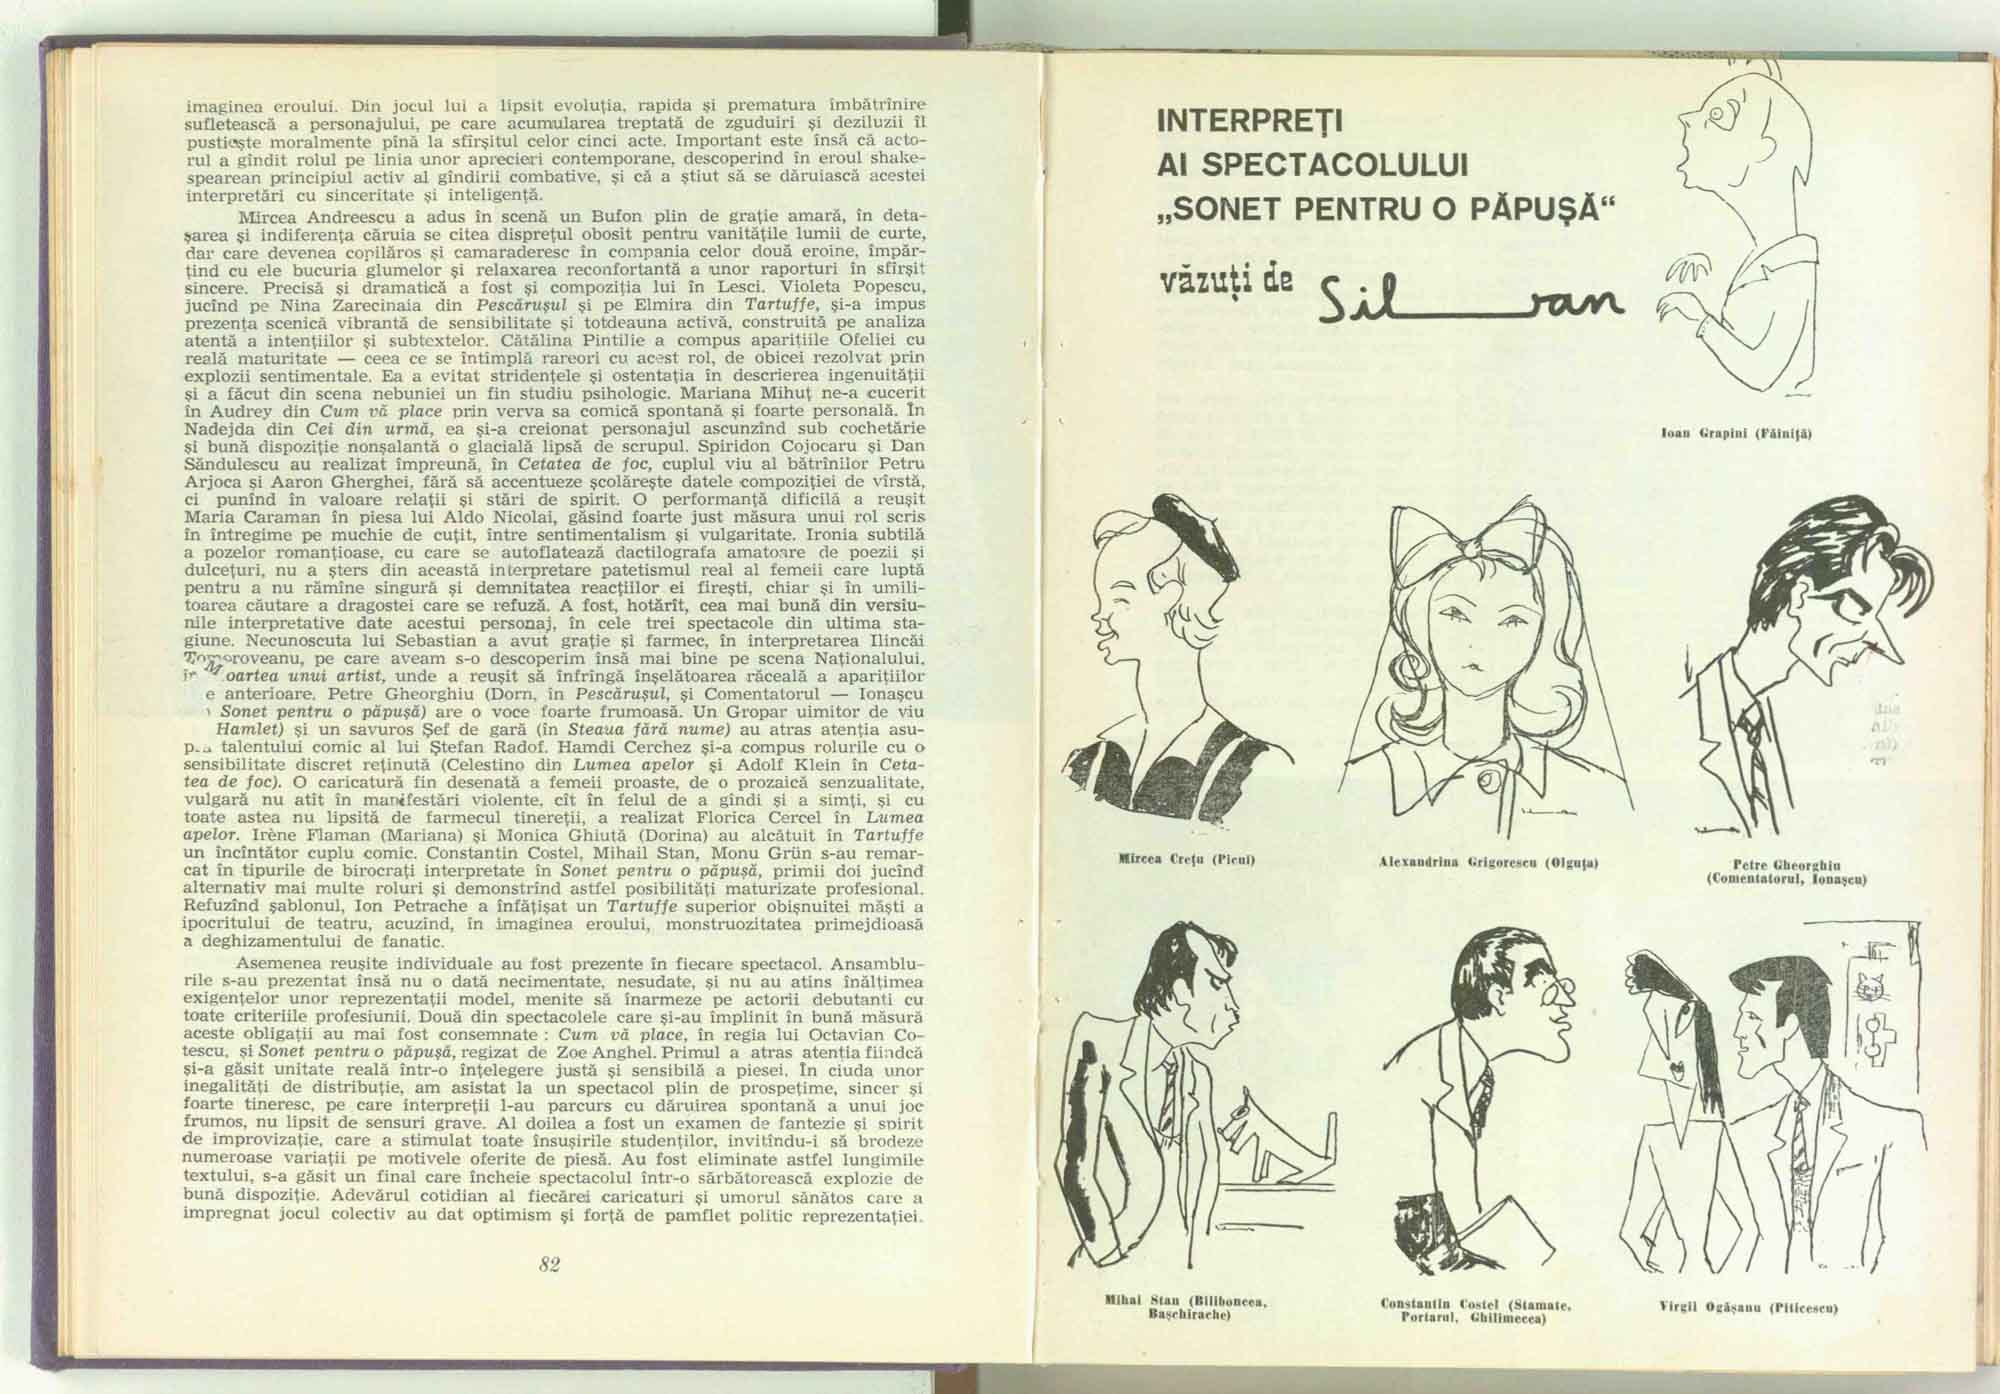 imaginea eroului. Din jocul lui a lipsit evoluția, rapida și prematura îmbătrînire
sufletească a personajului, pe care acumularea treptată de zguduiri și deziluzii îl
pustiește moralmente pînă la sfîrșitul celor cinci acte. Important este însă că acto-
rul a gîndit rolul pe linia unor aprecieri contemporane, descoperind în eroul shake-
spearean principiul activ al gîndirii combative, și că a știut să se dăruiască acestei
interpretări cu sinceritate și inteligență.
Mircea Andreescu a adus în scenă un Bufon plin de grație amară, în deta-
șarea și indiferența căruia se citea disprețul obosit pentru vanitățile lumii de curte,
dar care devenea copilăros și camaraderesc în compania celor două eroine, împăr-
țind cu ele bucuria glumelor și relaxarea reconfortantă a unor raporturi în sfîrșit
sincere. Precisă și dramatică a fost și compoziția lui în Lesci. Violeta Popescu,
jucînd pe Nina Zarecinaia din Pescărușul și pe Elmira din Tartuffe, și-a impus
prezența scenică vibrantă de sensibilitate și totdeauna activă, construită pe analiza
atentă a intențiilor și subtextelor. Cătălina Pintilie a compus aparițiile Ofeliei cu
reală maturitate — ceea ce se întîmplă rareori cu acest rol, de obicei rezolvat prin
explozii sentimentale. Ea a evitat stridențele și ostentația în descrierea ingenuității
și a făcut din scena nebuniei un fin studiu psihologic. Mariana Mihuț ne-a cucerit
în Audrey din Cum vă place prin verva sa comică spontană și foarte personală. În
Nadejda din Cei din urmă, ea și-a creionat personajul ascunzînd sub cochetărie
și bună dispoziție nonșalantă o glacială lipsă de scrupul. Spiridon Cojocaru și Dan
Săndulescu au realizat împreună, în Cetatea de foc, cuplul viu al bătrînilor Petru
Arjoca și Aaron Gherghei, fără să accentueze școlărește datele compoziției de vîrstă,
ci punînd în valoare relații și stări de spirit. O performanță dificilă a reușit
Maria Caraman în piesa lui Aldo Nicolai, găsind foarte just măsura unui rol scris
în întregime pe muchie de cuțit, între sentimentalism și vulgaritate. Ironia subtilă
a pozelor romanțioase, cu care se autoflatează dactilografa amatoare de poezii și
dulcețuri, nu a șters din această interpretare patetismul real al femeii care luptă
pentru a nu rămîne singură și demnitatea reacțiilor ei firești, chiar și în umili-
toarea căutare a dragostei care se refuză. A fost, hotărît, cea mai bună din versiu-
nile interpretative date acestui personaj, în cele trei spectacole din ultima sta-
giune. Necunoscuta lui Sebastian a avut grație și farmec, în interpretarea Ilincăi
Tomoroveanu, pe care aveam s-o descoperim însă mai bine pe scena Naționalului,
în Moartea unui artist, unde a reușit să înfrîngă înșelătoarea răceală a aparițiilor
e anterioare. Petre Gheorghiu (Dorn, în Pescărușul, și Comentatorul — Ionașcu
Sonet pentru o păpușă) are o voce foarte frumoasă. Un Gropar uimitor de viu
Hamlet) și un savuros Șef de gară (în Steaua fără nume) au atras atenția asu-
pra talentului comic al lui Ștefan Radof. Hamdi Cerchez și-a compus rolurile cu o
sensibilitate discret reținută (Celestino din Lumea apelor și Adolf Klein în Ceta-
tea de foc). O caricatură fin desenată a femeii proaste, de o prozaică senzualitate,
vulgară nu atît în manifestări violente, cît în felul de a gîndi și a simți, și cu
toate astea nu lipsită de farmecul tinereții, a realizat Florica Cercel în Lumea
apelor. Irène Flaman (Mariana) și Monica Ghiuță (Dorina) au alcătuit în Tartuffe
un încîntător cuplu comic. Constantin Costel, Mihail Stan, Monu Grün s-au remar-
cat în tipurile de birocrați interpretate în Sonet pentru o păpușă, primii doi jucînd
alternativ mai multe roluri și demonstrînd astfel posibilități maturizate profesional.
Refuzînd șablonul, Ion Petrache a înfățișat un Tartuffe superior obișnuitei măști a
ipocritului de teatru, acuzînd, în imaginea eroului, monstruozitatea primejdioasă
a deghizamentului de fanatic.
Asemenea reușite individuale au fost prezente în fiecare spectacol. Ansamblu-
rile s-au prezentat însă nu o dată necimentate, nesudate, și nu au atins înălțimea
exigențelor unor reprezentații model, menite să înarmeze pe actorii debutanți cu
toate criteriile profesiunii. Două din spectacolele care și-au împlinit în bună măsură
aceste obligații au mai fost consemnate : Cum vă place, în regia lui Octavian Co-
tescu, și Sonet pentru o păpușă, regizat de Zoe Anghel. Primul a atras atenția fiindcă
și-a găsit unitate reală într-o înțelegere justă și sensibilă a piesei. În ciuda unor
inegalități de distribuție, am asistat la un spectacol plin de prospețime, sincer și
foarte tineresc, pe care interpreții l-au parcurs cu dăruirea spontană a unui joc
frumos, nu lipsit de sensuri grave. Al doilea a fost un examen de fantezie și spirit
de improvizație, care a stimulat toate însușirile studenților, invitîndu-i să brodeze
numeroase variații pe motivele oferite de piesă. Au fost eliminate astfel lungimile
textului, s-a găsit un final care încheie spectacolul într-o sărbătorească explozie de
bună dispoziție. Adevărul cotidian al fiecărei caricaturi și umorul sănătos care a
impregnat jocul colectiv au dat optimism și forță de pamflet politic reprezentației.
82
INTERPREȚI
AI SPECTACOLULUI
„SONET PENTRU O PĂPUȘĂ“
văzuți de Silvan
Ioan Grapini (Făiniță)
Mircea Crețu (Picui)
Alexandrina Grigorescu (Olguța)
Petre Gheorghiu
(Comentatorul, Ionașcu)
Mihai Stan (Biliboncea,
Bașchirache)
Constantin Costel (Stamate,
Portarul, Ghilimecea)
Virgil Ogășanu (Piticescu)